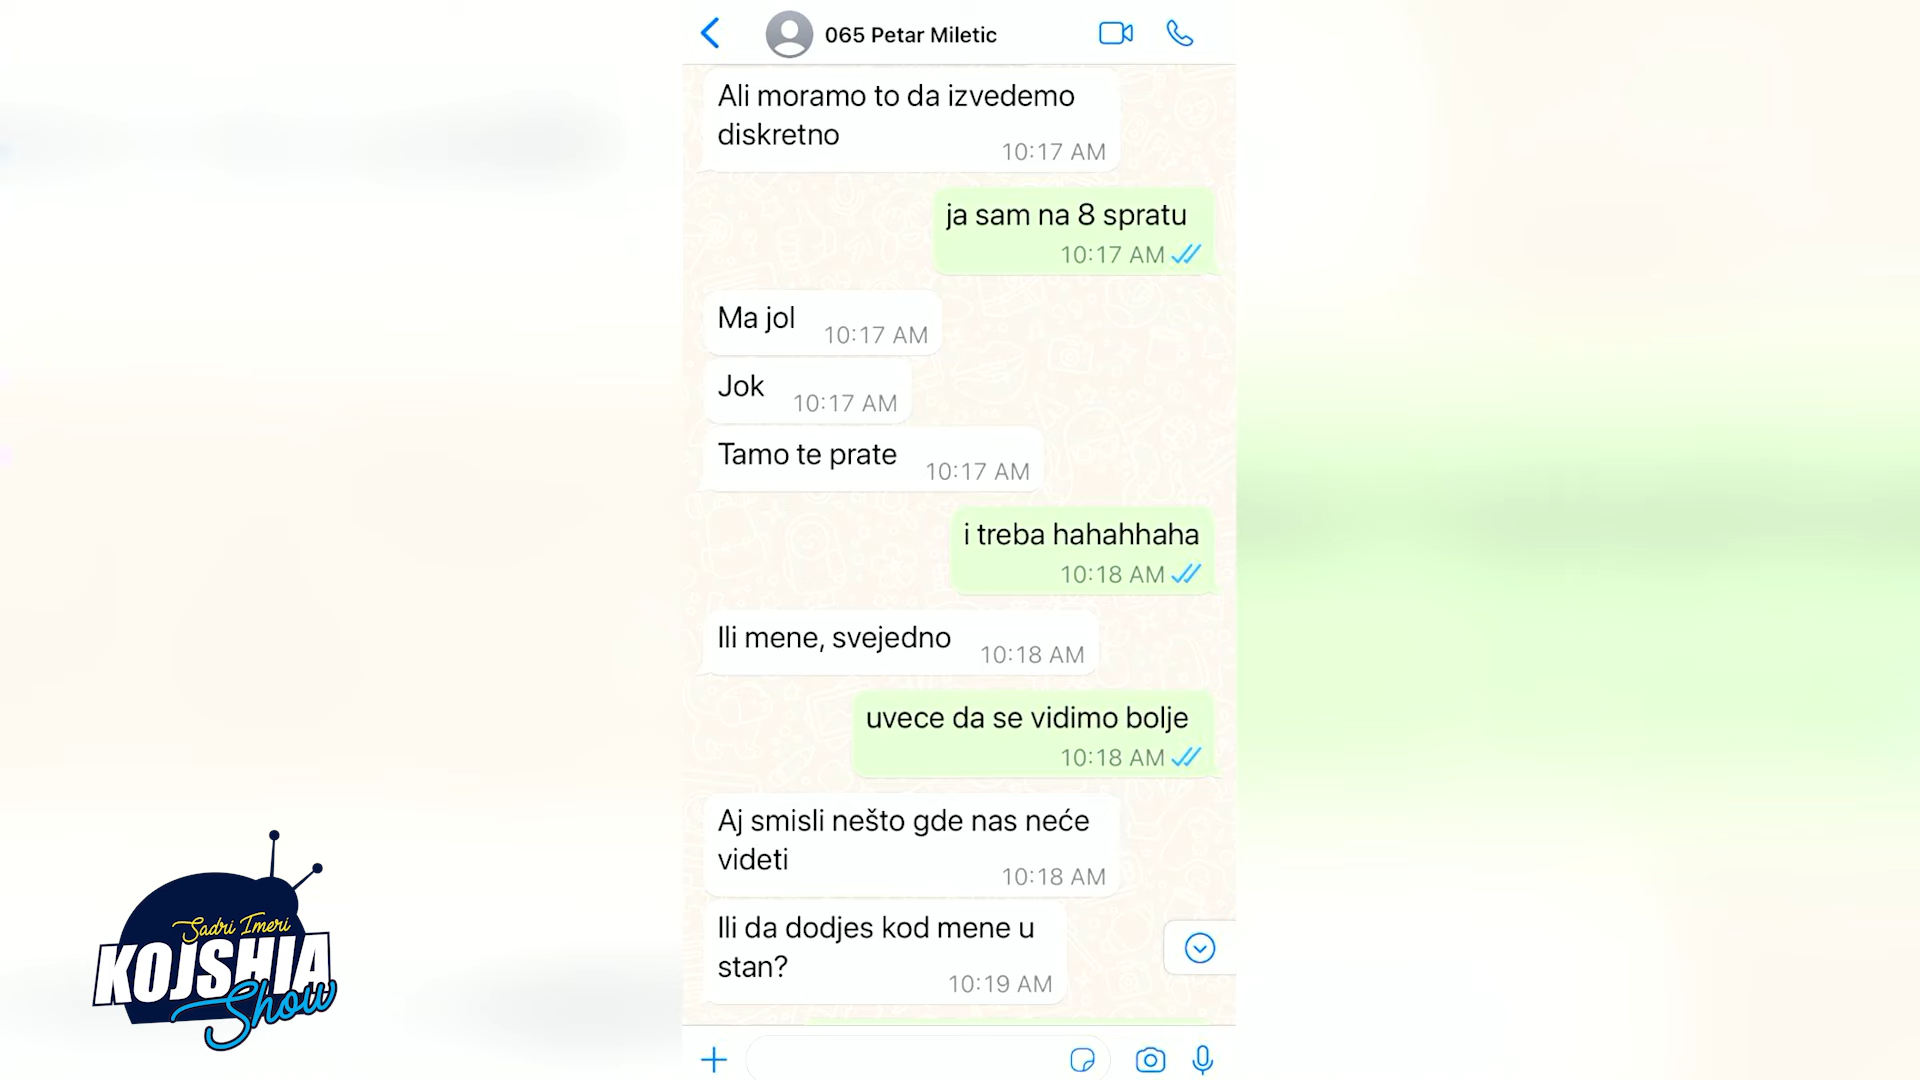 065 Petar Miletic
Ali moramo to da izvedemo
diskretno
10:17 AM
ja sam na 8 spratu
10:17 AM
Ma jol
10:17 AM
Jok
10:17 AM
Tamo te prate
10:17 AM
i treba hahahhaha
10:18 AM
Ili mene, svejedno
10:18 AM
uvece da se vidimo bolje
10:18 AM
Aj smisli nešto gde nas neće
videti
10:18 AM
Ili da dodjes kod mene u
stan?
10:19 AM
Sadri Imeri
KOJSHIA
Show